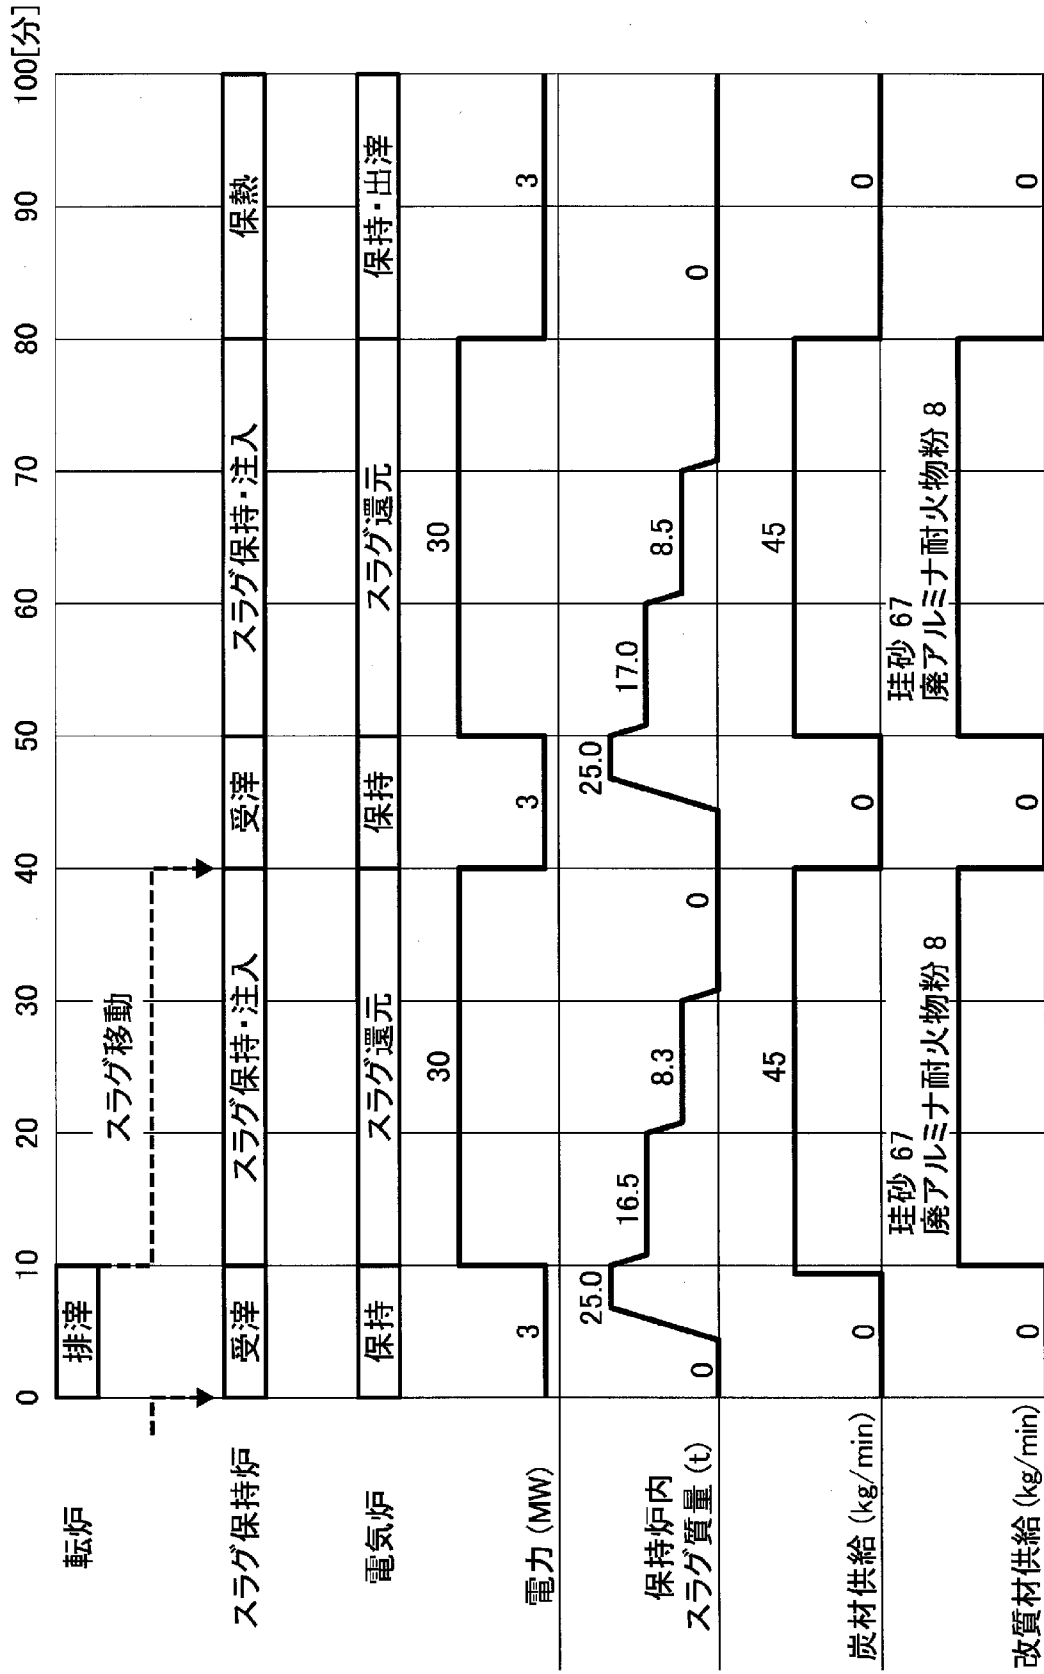 0 10 20 30 40 50 60 70 80 90 100[分]
転炉
排滓
スラグ移動
スラグ保持炉
受滓 スラグ保持・注入 受滓 スラグ保持・注入 保熱
電気炉
保持 スラグ還元 保持 スラグ還元 保持・出滓
電力 (MW)
3 30 3 30 3
保持炉内
スラグ質量 (t)
0 25.0 16.5 8.3 0 25.0 17.0 8.5 0
炭材供給 (kg/min)
0 45 0 45 0
改質材供給 (kg/min)
0
珪砂 67
廃アルミナ耐火物粉 8
0
珪砂 67
廃アルミナ耐火物粉 8
0